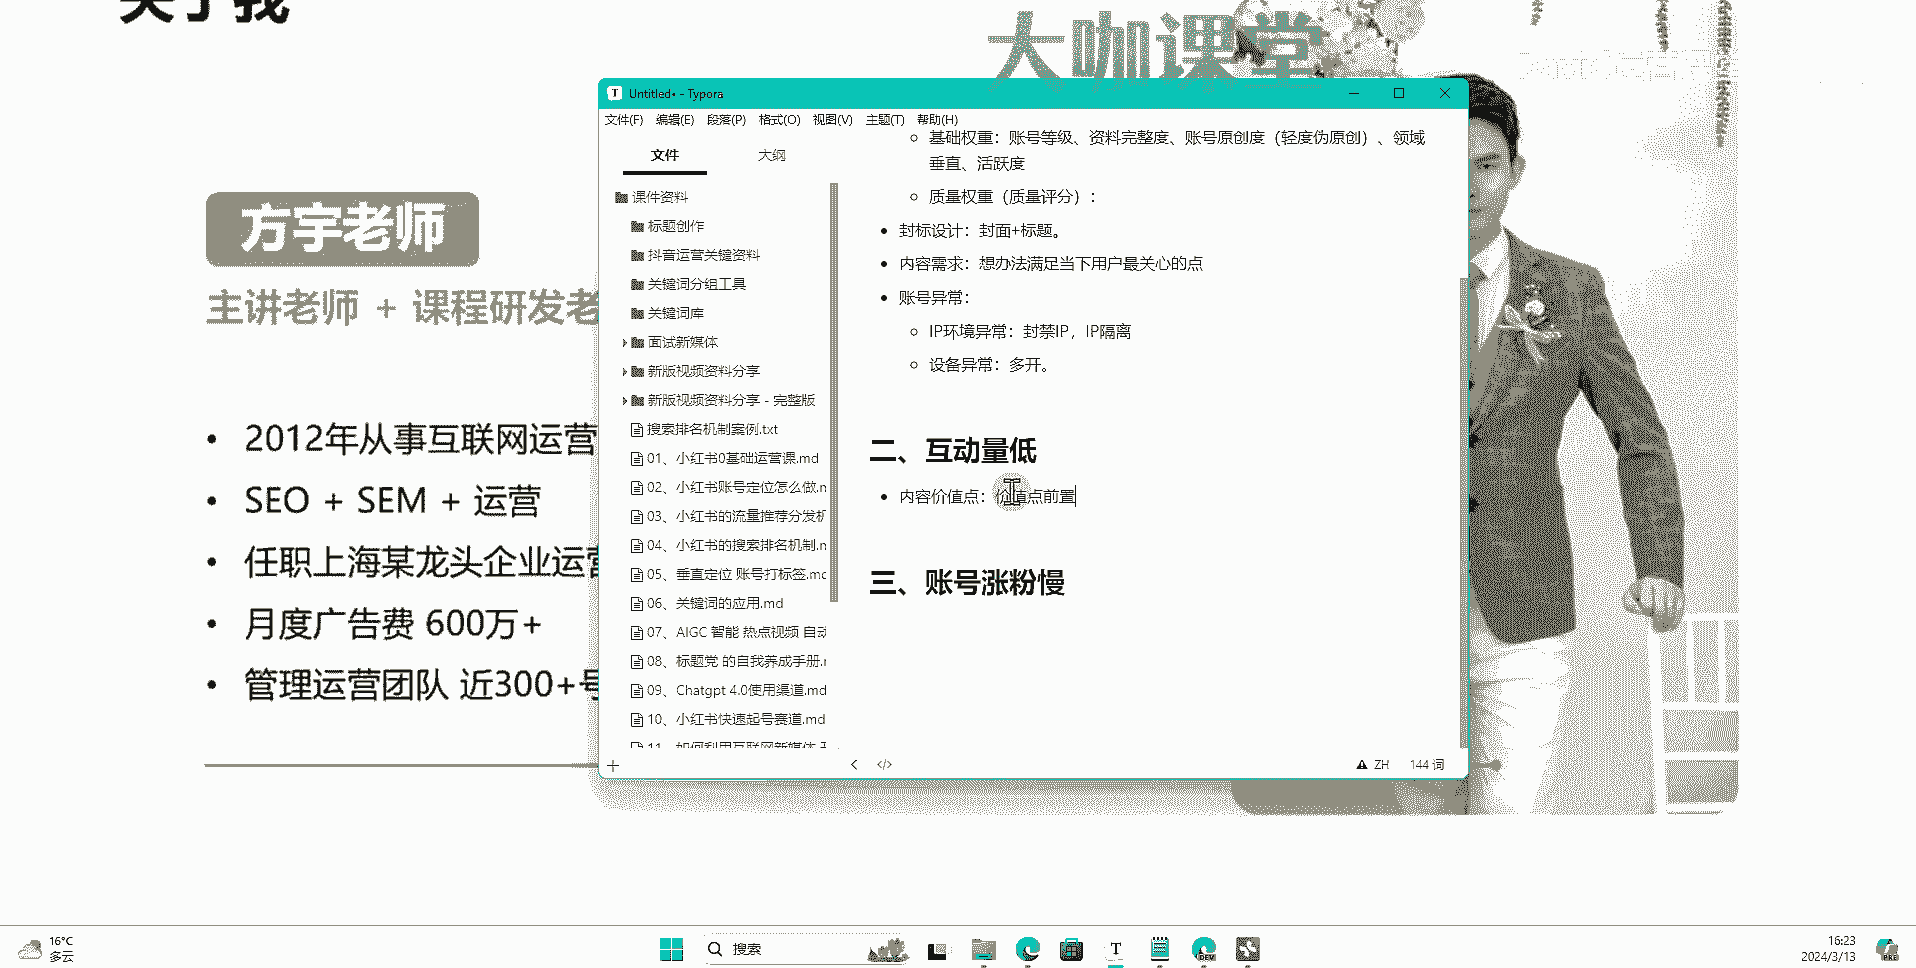 关于我
大咖课堂
方宇老师
主讲老师 + 课程研发老
2012年从事互联网运营
SEO + SEM + 运营
任职上海某龙头企业运营
月度广告费 600万+
管理运营团队 近300+号
Untitled• - Typora
文件(F) 编辑(E) 段落(P) 格式(O) 视图(V) 主题(T) 帮助(H)
文件 大纲
课件资料
标题创作
抖音运营关键资料
关键词分组工具
关键词库
面试新媒体
新版视频资料分享
新版视频资料分享 - 完整版
搜索排名机制案例.txt
01、小红书0基础运营课.md
02、小红书账号定位怎么做.m
03、小红书的流量推荐分发机
04、小红书的搜索排名机制.m
05、垂直定位 账号打标签.md
06、关键词的应用.md
07、AIGC 智能 热点视频 自动
08、标题党 的自我养成手册.m
09、Chatgpt 4.0使用渠道.md
10、小红书快速起号赛道.md
11、如何利用互联网新媒体
基础权重：账号等级、资料完整度、账号原创度（轻度伪原创）、领域
垂直、活跃度
质量权重（质量评分）：
封标设计：封面+标题。
内容需求：想办法满足当下用户最关心的点
账号异常：
IP环境异常：封禁IP，IP隔离
设备异常：多开。
二、互动量低
内容价值点：价值点前置
三、账号涨粉慢
ZH 144 词
16°C
多云
搜索
T
DEV
16:23
2024/3/13
PRE